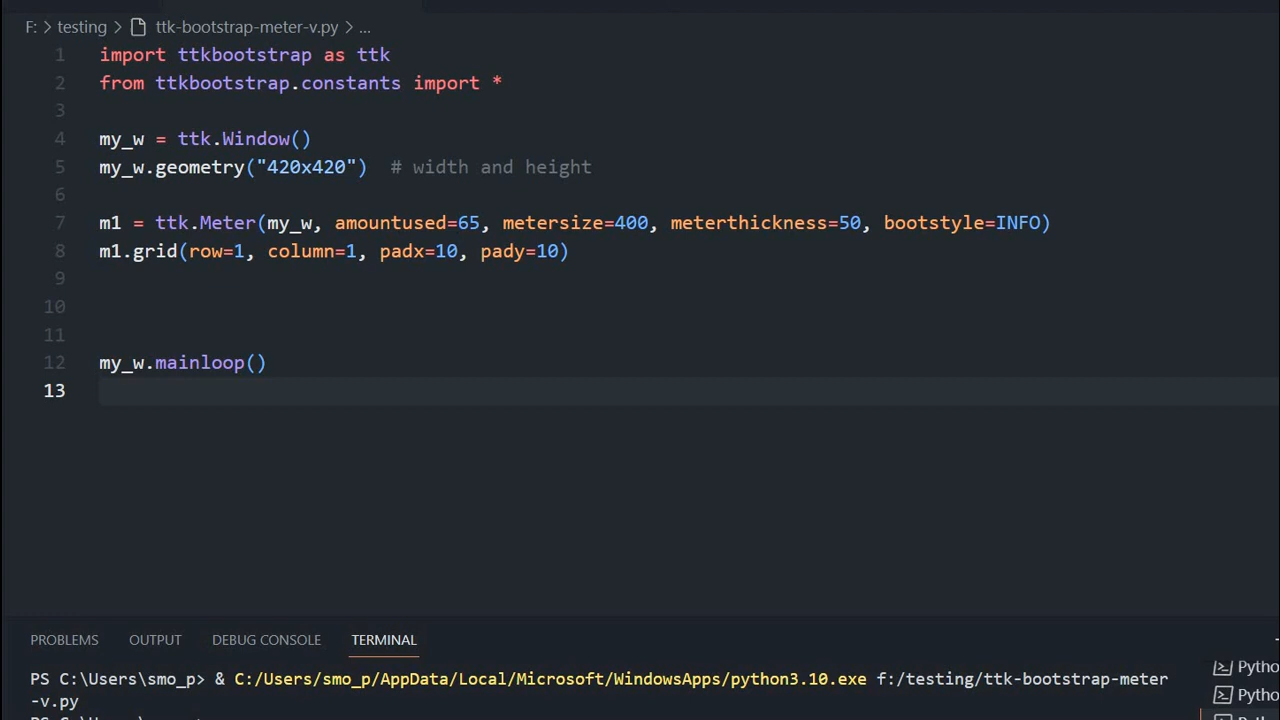 F: > testing > ttk-bootstrap-meter-v.py > ...
1 import ttkbootstrap as ttk
2 from ttkbootstrap.constants import *
3
4 my_w = ttk.Window()
5 my_w.geometry("420x420")  # width and height
6
7 m1 = ttk.Meter(my_w, amountused=65, metersize=400, meterthickness=50, bootstyle=INFO)
8 m1.grid(row=1, column=1, padx=10, pady=10)
9
10
11
12 my_w.mainloop()
13
PROBLEMS OUTPUT DEBUG CONSOLE TERMINAL
PS C:\Users\smo_p> & C:/Users/smo_p/AppData/Local/Microsoft/WindowsApps/python3.10.exe f:/testing/ttk-bootstrap-meter
-v.py
Pytho
Pytho